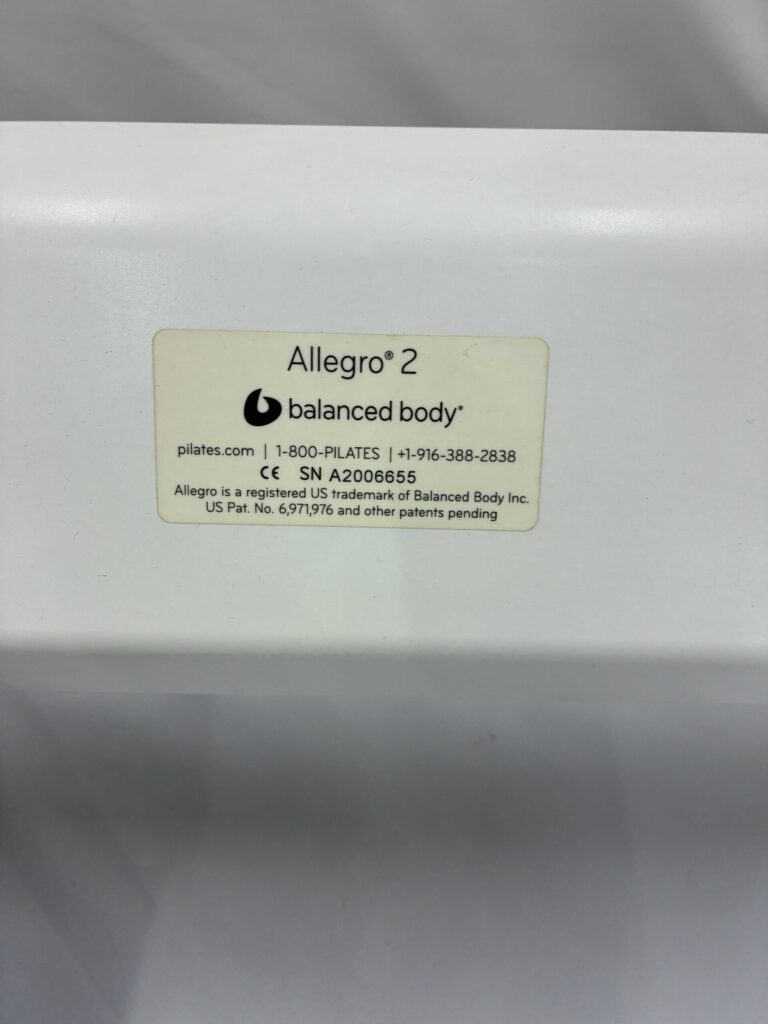 Allegro® 2
balanced body®
pilates.com | 1-800-PILATES | +1-916-388-2838
CE SN A2006655
Allegro is a registered US trademark of Balanced Body Inc.
US Pat. No. 6,971,976 and other patents pending